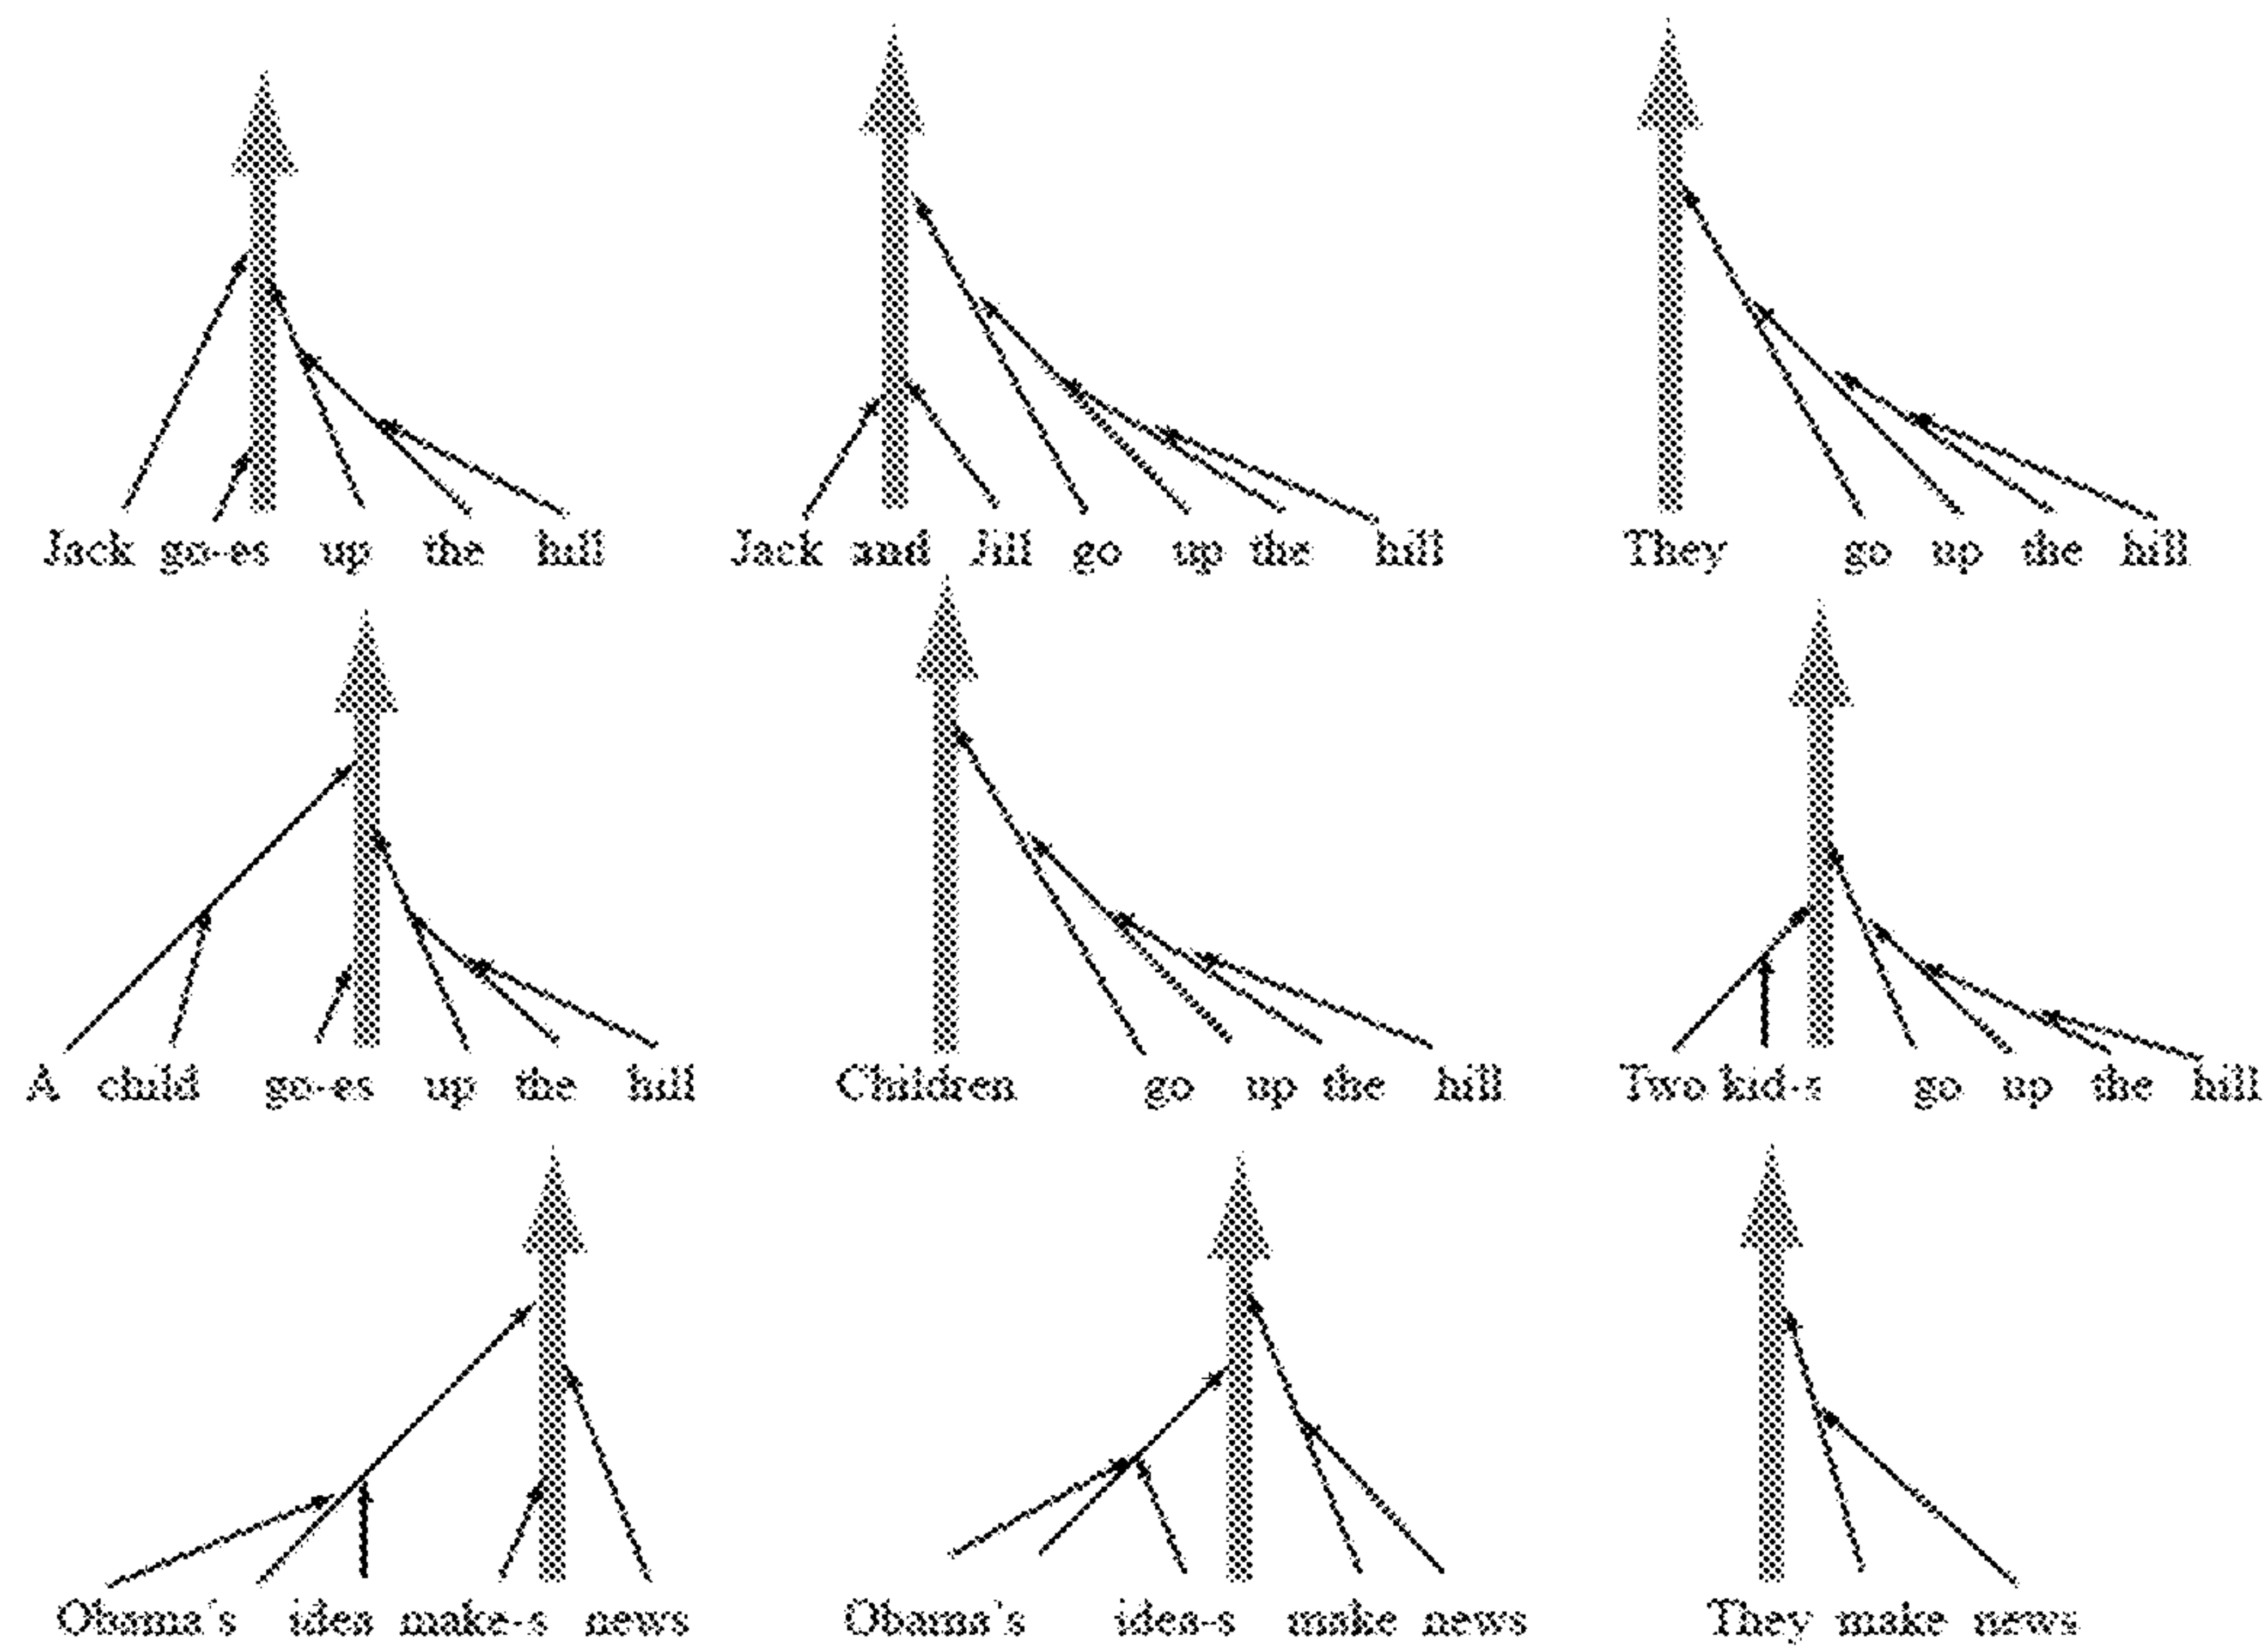 Jack go-es up the hill
Jack and Jill go up the hill
They go up the hill
A child go-es up the hill
Children go up the hill
Two kid-s go up the hill
Obama's idea make-s news
Obama's idea-s make news
They make news